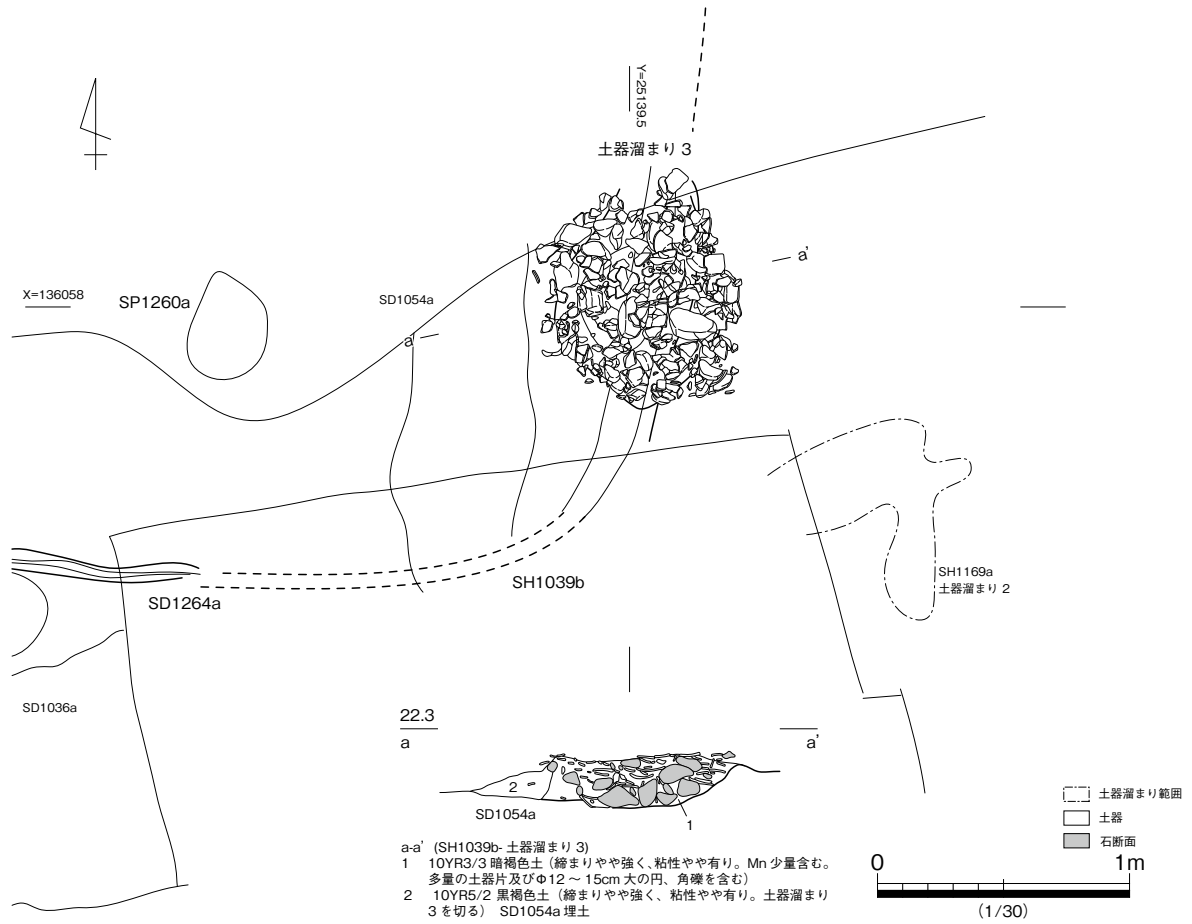 Y=25139.5
土器溜まり 3
a'
X=136058
SP1260a
SD1054a
a
SH1039b
SD1264a
SH1169a
土器溜まり 2
SD1036a
22.3
a
a'
2
SD1054a
1
土器溜まり範囲
土器
石断面
a-a' (SH1039b- 土器溜まり 3)
1 10YR3/3 暗褐色土（締まりやや強く、粘性やや有り。Mn 少量含む。
多量の土器片及びΦ12 ～ 15cm 大の円、角礫を含む）
2 10YR5/2 黒褐色土（締まりやや強く、粘性やや有り。土器溜まり
3 を切る） SD1054a 埋土
0 1m
(1/30)